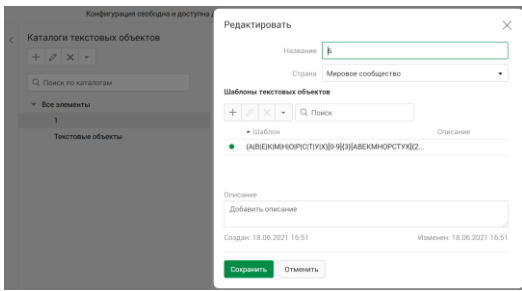 Конфигурация свободна и доступна д
Каталоги текстовых объектов
Поиск по каталогам
Все элементы
1
Текстовые объекты
Редактировать
Название
6
Страна
Мировое сообщество
Шаблоны текстовых объектов
Поиск
Шаблон
Описание
(A|B|E|K|M|H|O|P|C|T|Y|X)[0-9]{3}[ABEKMHOPCTYX]{2...
Описание
Добавить описание
Создан: 18.06.2021 16:51
Изменен: 18.06.2021 16:51
Сохранить
Отменить